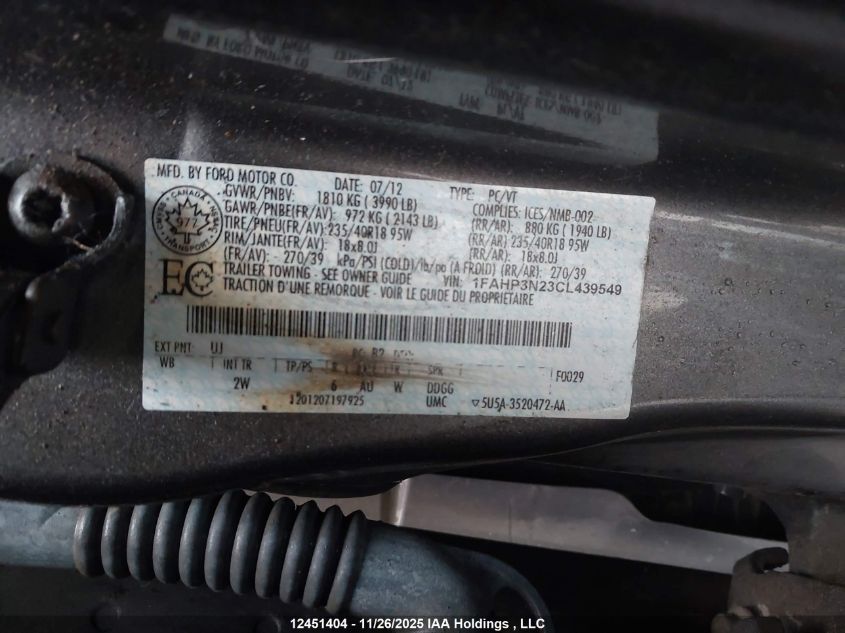 MFD. BY FORD MOTOR CO.
DATE: 07/12 TYPE: PC/VT
GVWR/PNBV: 1810 KG ( 3990 LB) COMPLIES: ICES/NMB-002
GAWR/PNBE(FR/AV): 972 KG ( 2143 LB) (RR/AR): 880 KG ( 1940 LB)
TIRE/PNEU(FR/AV): 235/40R18 95W (RR/AR) 235/40R18 95W
RIM/JANTE(FR/AV): 18x8.0J (RR/AR): 18x8.0J
(FR/AV) - 270/39 kPa/PSI (COLD)/lb/po (A FROID) (RR/AR) : 270/39
TRAILER TOWING - SEE OWNER GUIDE VIN: 1FAHP3N23CL439549
TRACTION D'UNE REMORQUE - VOIR LE GUIDE DU PROPRIETAIRE
CANADA
977
TRANSPORT
EC
EXT PNT: UJ
WB INT TR TP/PS R SPR F0029
2W 6 AU W DDGG
J201207197925 UMC ▽5U5A-3520472-AA
12451404 - 11/26/2025 IAA Holdings , LLC